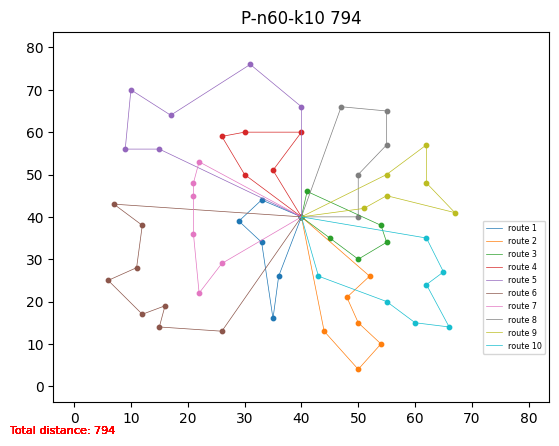 P-n60-k10 794
80
70
60
50
40
30
20
10
0
0 10 20 30 40 50 60 70 80
route 1
route 2
route 3
route 4
route 5
route 6
route 7
route 8
route 9
route 10
Total distance: 794